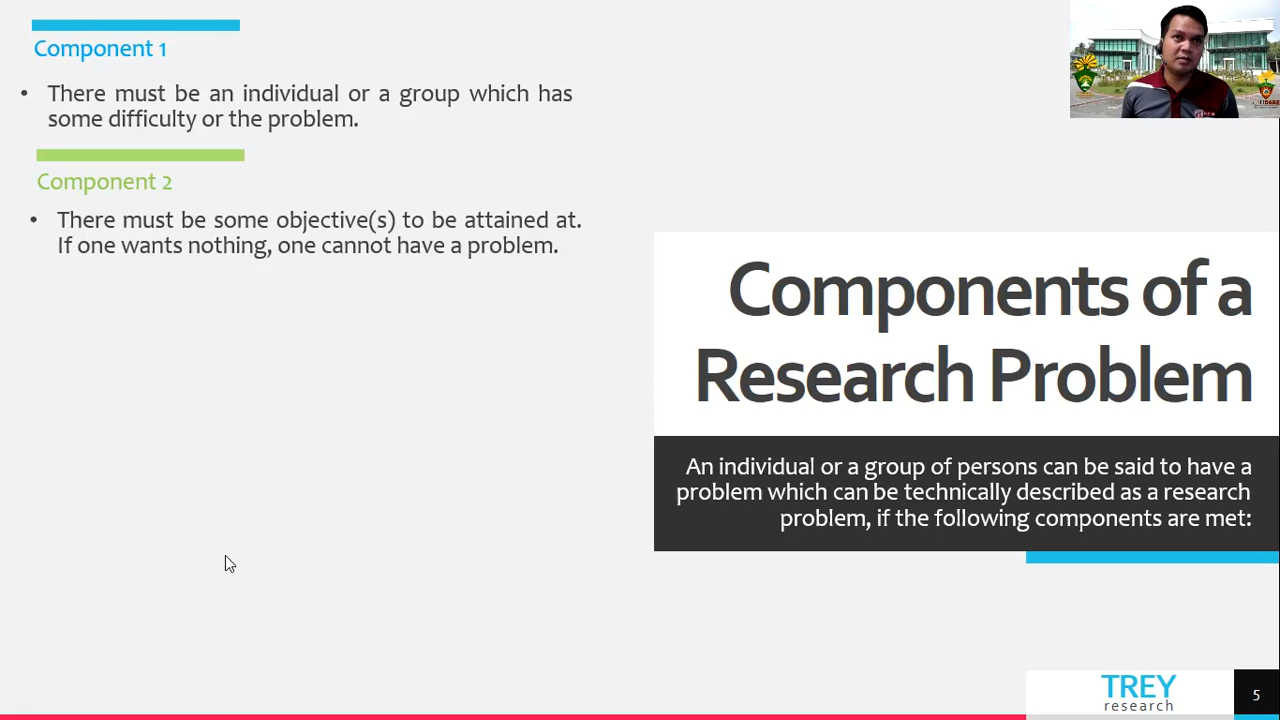 Component 1
• There must be an individual or a group which has
some difficulty or the problem.
Component 2
• There must be some objective(s) to be attained at.
If one wants nothing, one cannot have a problem.
Components of a
Research Problem
An individual or a group of persons can be said to have a
problem which can be technically described as a research
problem, if the following components are met:
TREY
research
5